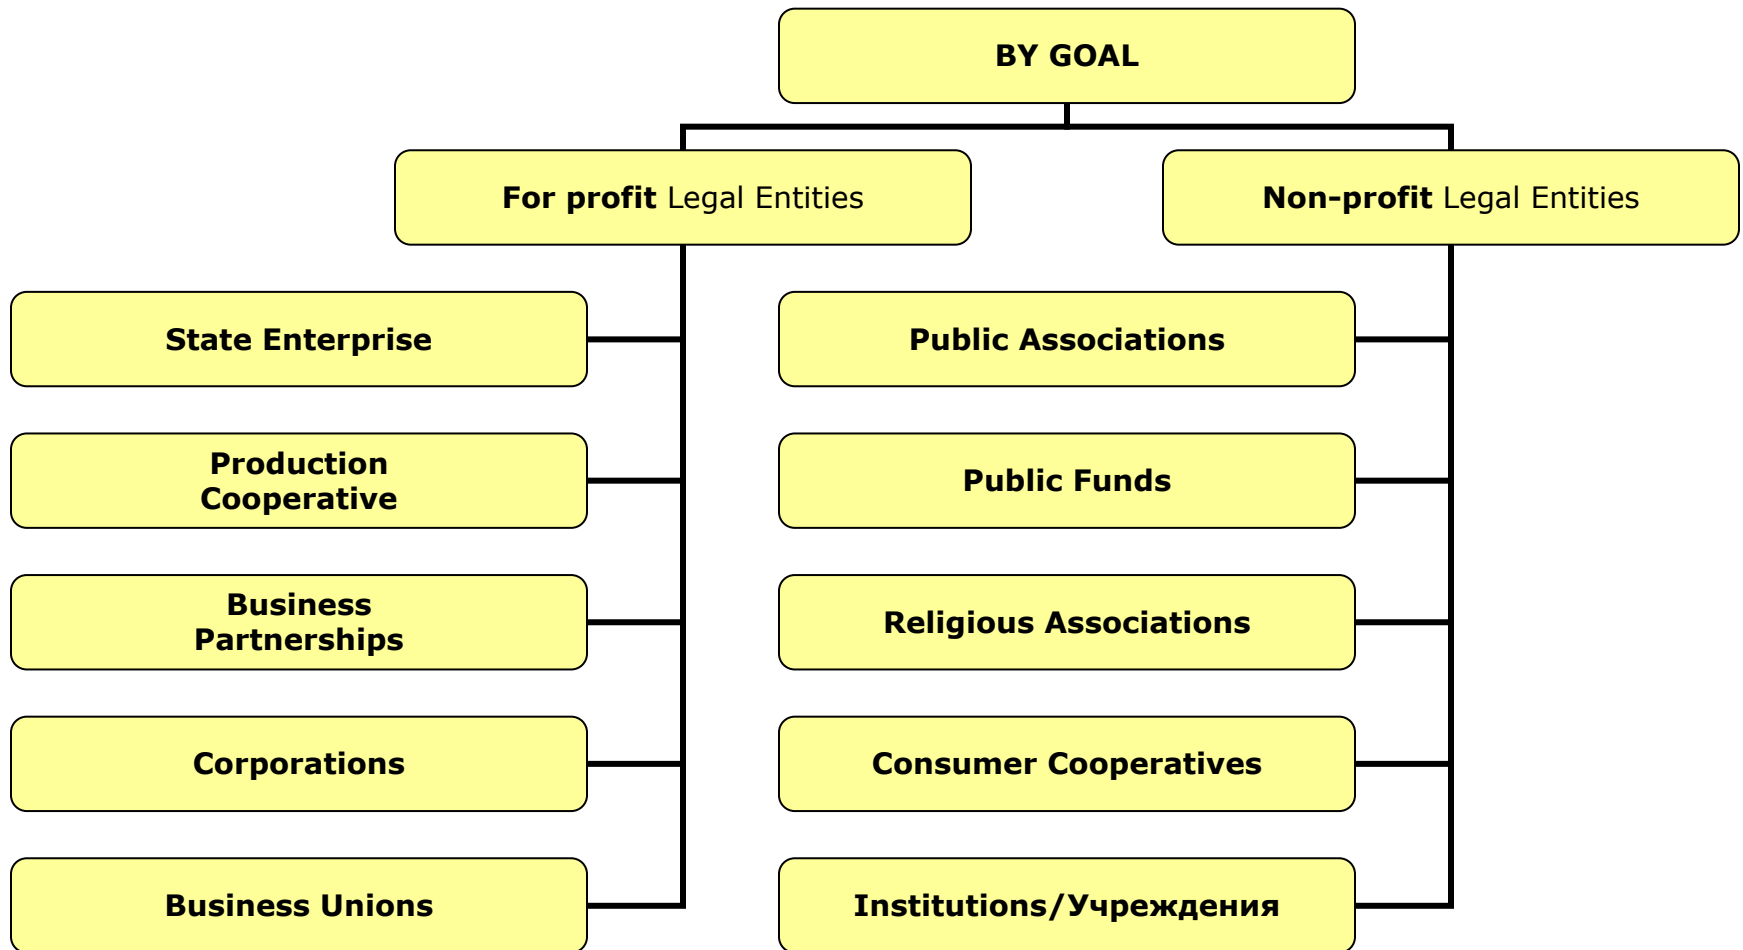 BY GOAL
For profit Legal Entities
Non-profit Legal Entities
State Enterprise
Production
Cooperative
Business
Partnerships
Corporations
Business Unions
Public Associations
Public Funds
Religious Associations
Consumer Cooperatives
Institutions/Учреждения